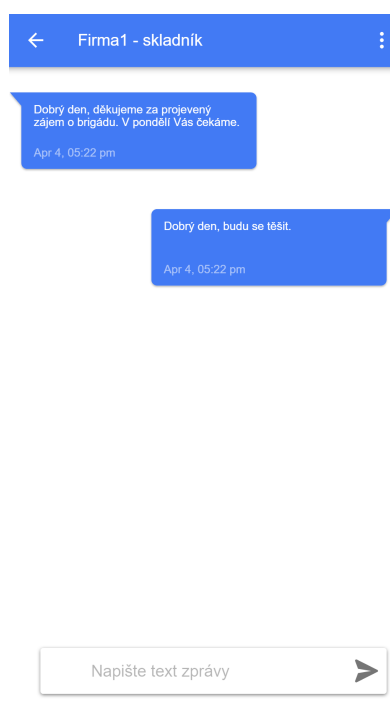 Firma1 - skladník
Dobrý den, děkujeme za projevený
zájem o brigádu. V pondělí Vás čekáme.
Apr 4, 05:22 pm
Dobrý den, budu se těšit.
Apr 4, 05:22 pm
Napište text zprávy